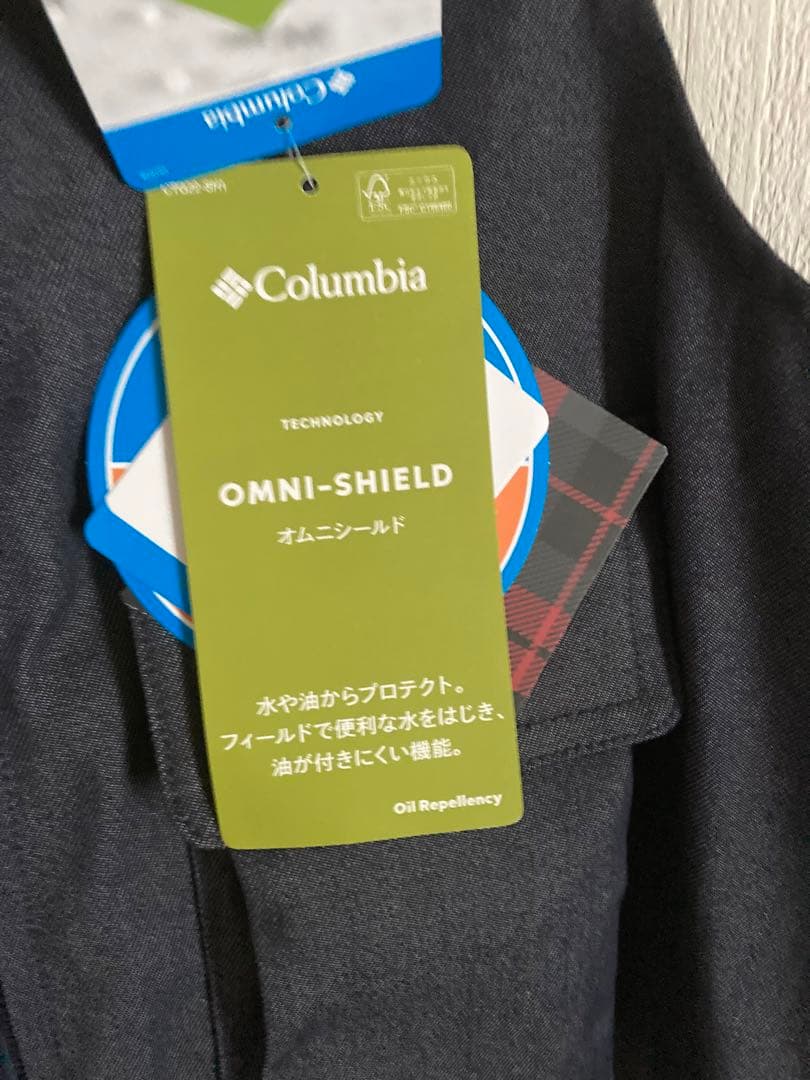 Columbia
Columbia
TECHNOLOGY
OMNI-SHIELD
オムニシールド
水や油からプロテクト。
フィールドで便利な水をはじき、
油が付きにくい機能。
Oil Repellency